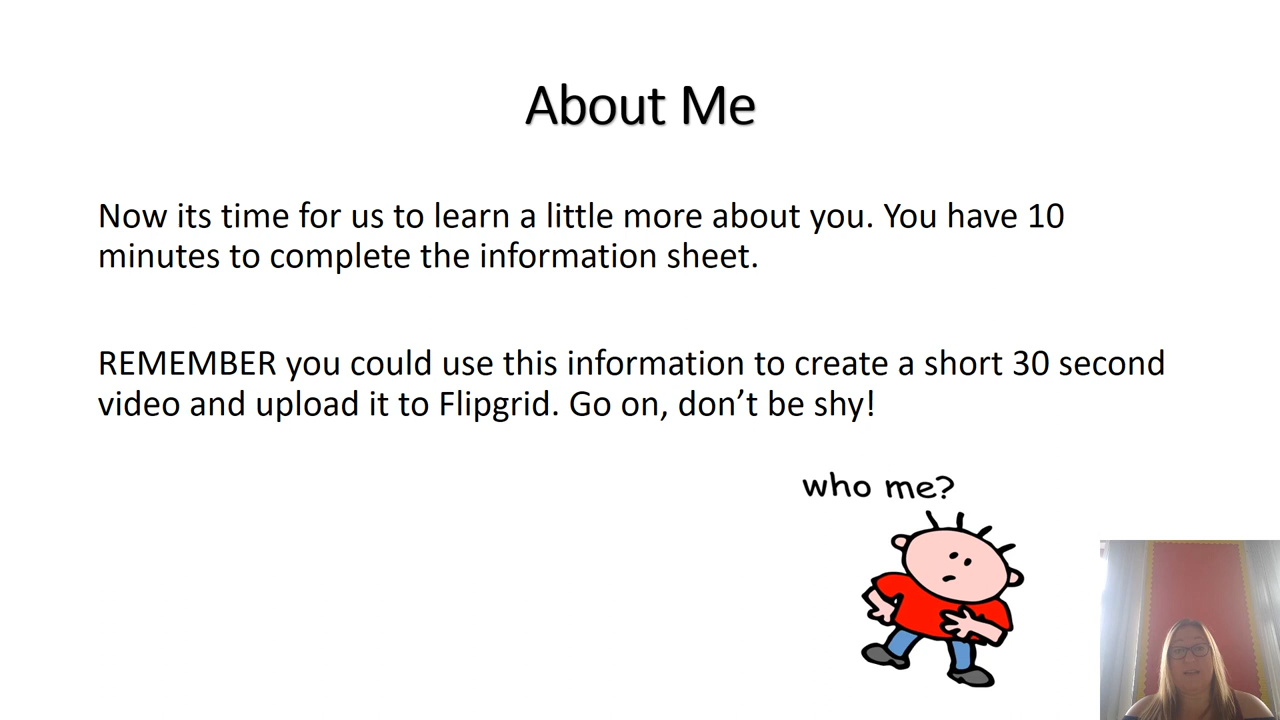 About Me
Now its time for us to learn a little more about you. You have 10
minutes to complete the information sheet.
REMEMBER you could use this information to create a short 30 second
video and upload it to Flipgrid. Go on, don’t be shy!
who me?